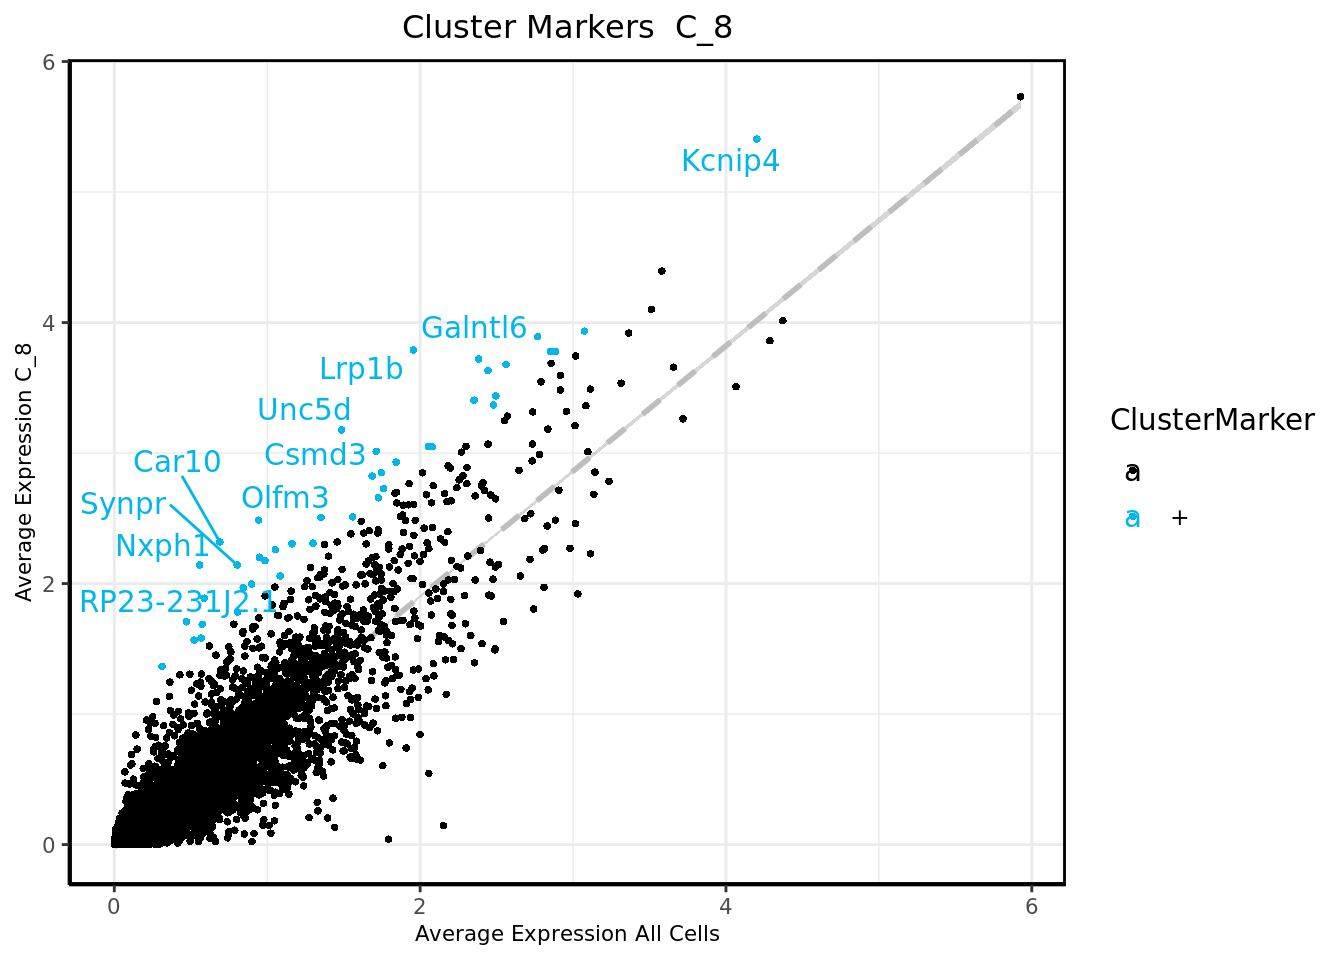 Cluster Markers  C_8
6
Kcnip4
4
Galntl6
Lrp1b
Unc5d
Csmd3
Car10
Olfm3
Synpr
Nxph1
2
RP23-231J2.1
0
0
2
4
6
Average Expression All Cells
Average Expression C_8
ClusterMarker
a
a +